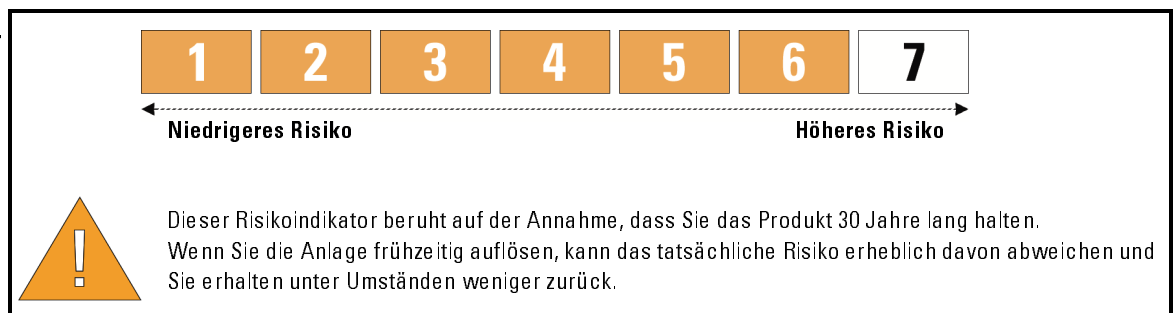 1 2 3 4 5 6 7
Niedrigeres Risiko Höheres Risiko
!
Dieser Risikoindikator beruht auf der Annahme, dass Sie das Produkt 30 Jahre lang halten.
Wenn Sie die Anlage frühzeitig auflösen, kann das tatsächliche Risiko erheblich davon abweichen und
Sie erhalten unter Umständen weniger zurück.